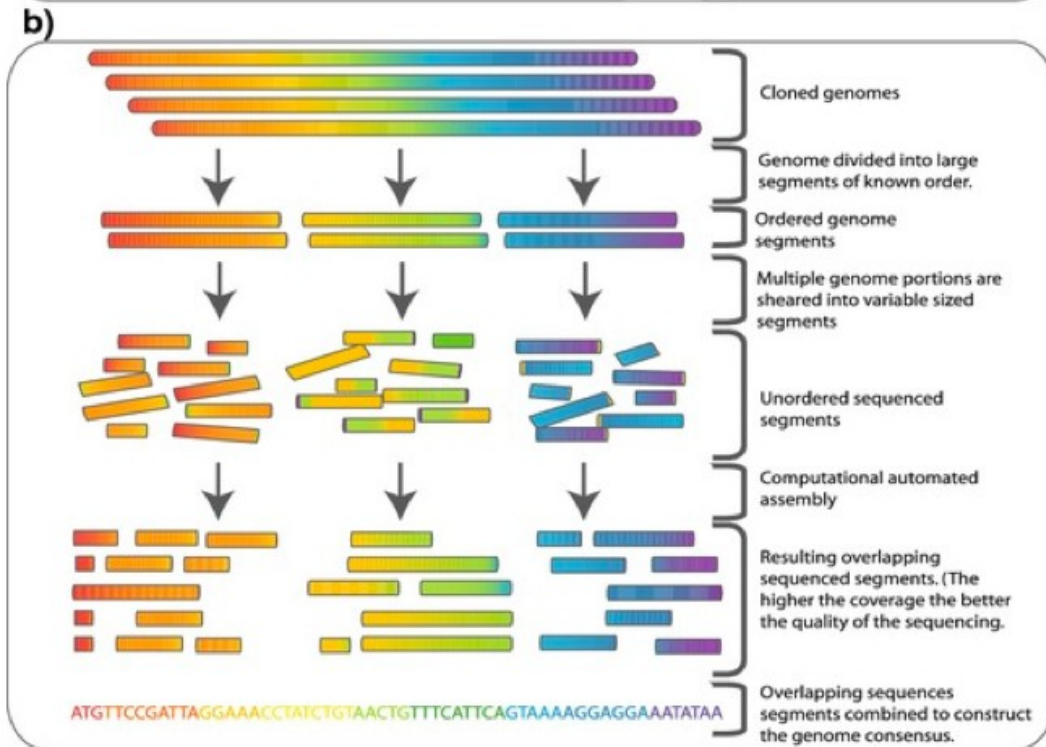 b)
Cloned genomes
Genome divided into large
segments of known order.
Ordered genome
segments
Multiple genome portions are
sheared into variable sized
segments
Unordered sequenced
segments
Computational automated
assembly
Resulting overlapping
sequenced segments. (The
higher the coverage the better
the quality of the sequencing.
ATGTTCCGATTAGGAAACCTATCTGTAACTGTTTCATTCAGTAAAAGGAGGAAATATAA
Overlapping sequences
segments combined to construct
the genome consensus.